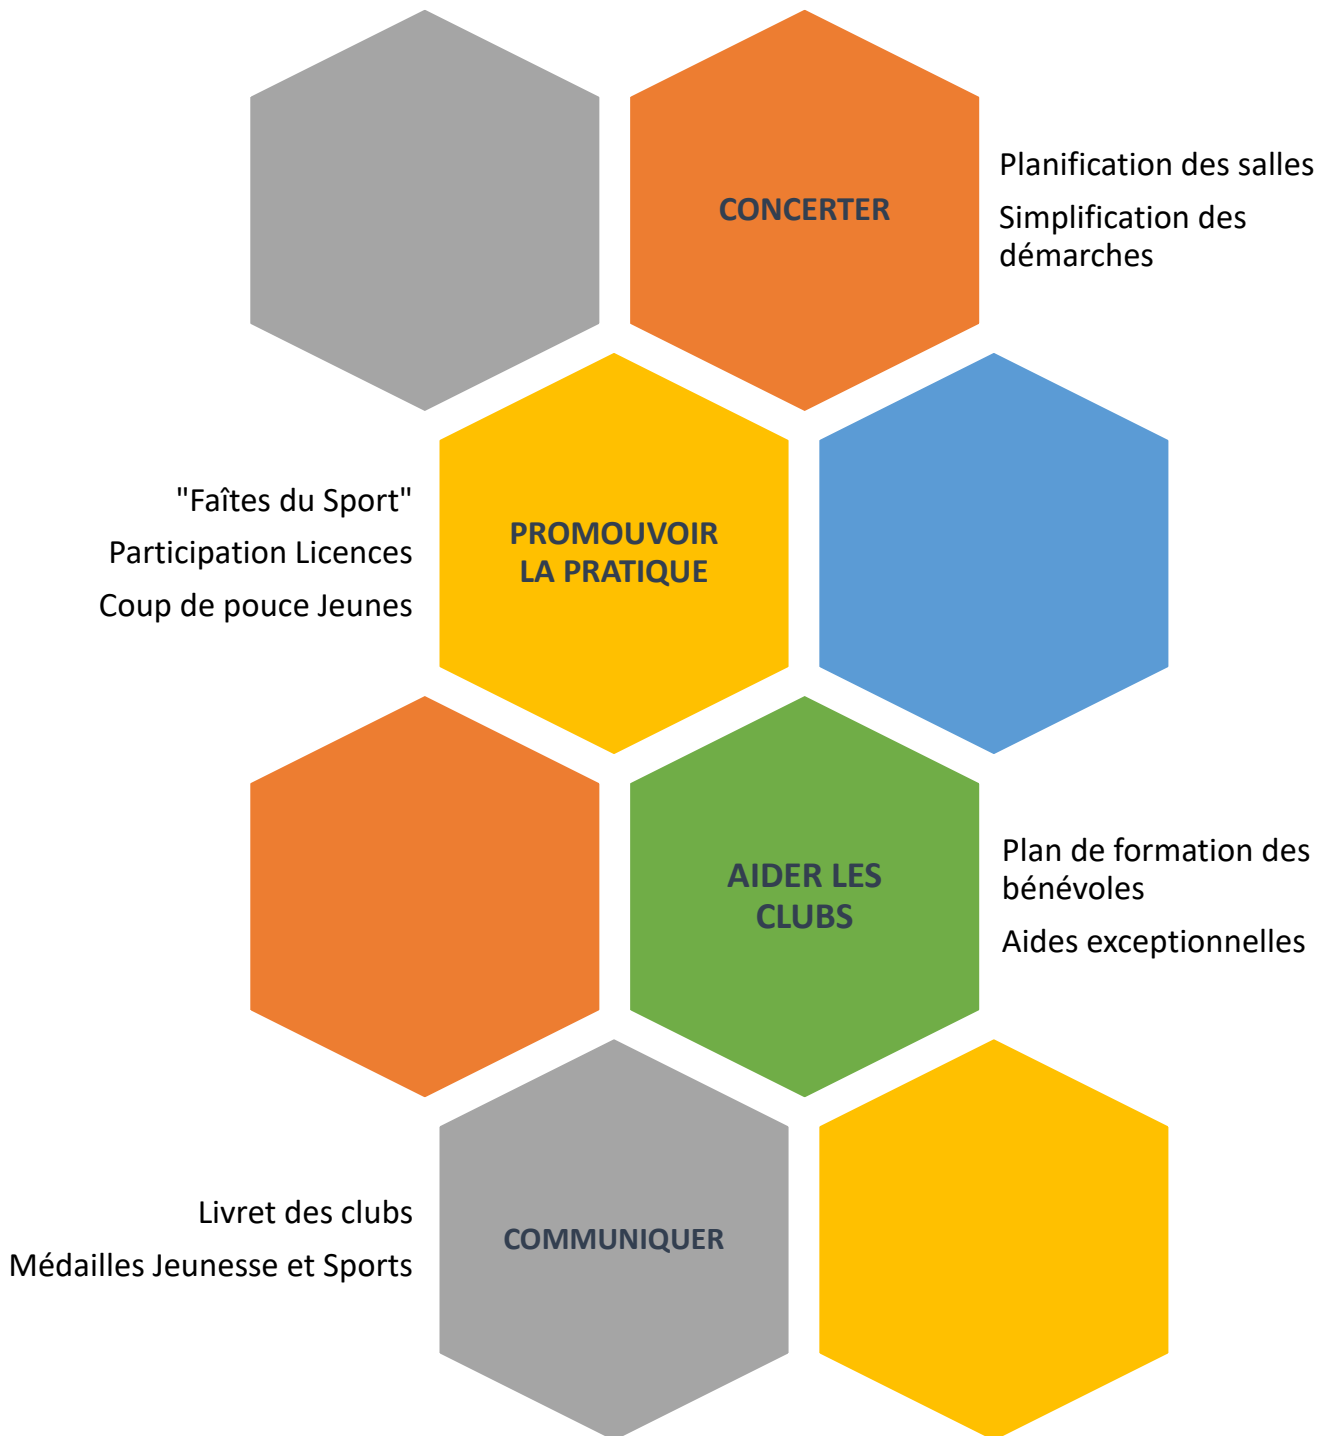 CONCERTER
Planification des salles
Simplification des
démarches
"Faîtes du Sport"
Participation Licences
Coup de pouce Jeunes
PROMOUVOIR
LA PRATIQUE
AIDER LES
CLUBS
Plan de formation des
bénévoles
Aides exceptionnelles
Livret des clubs
Médailles Jeunesse et Sports
COMMUNIQUER